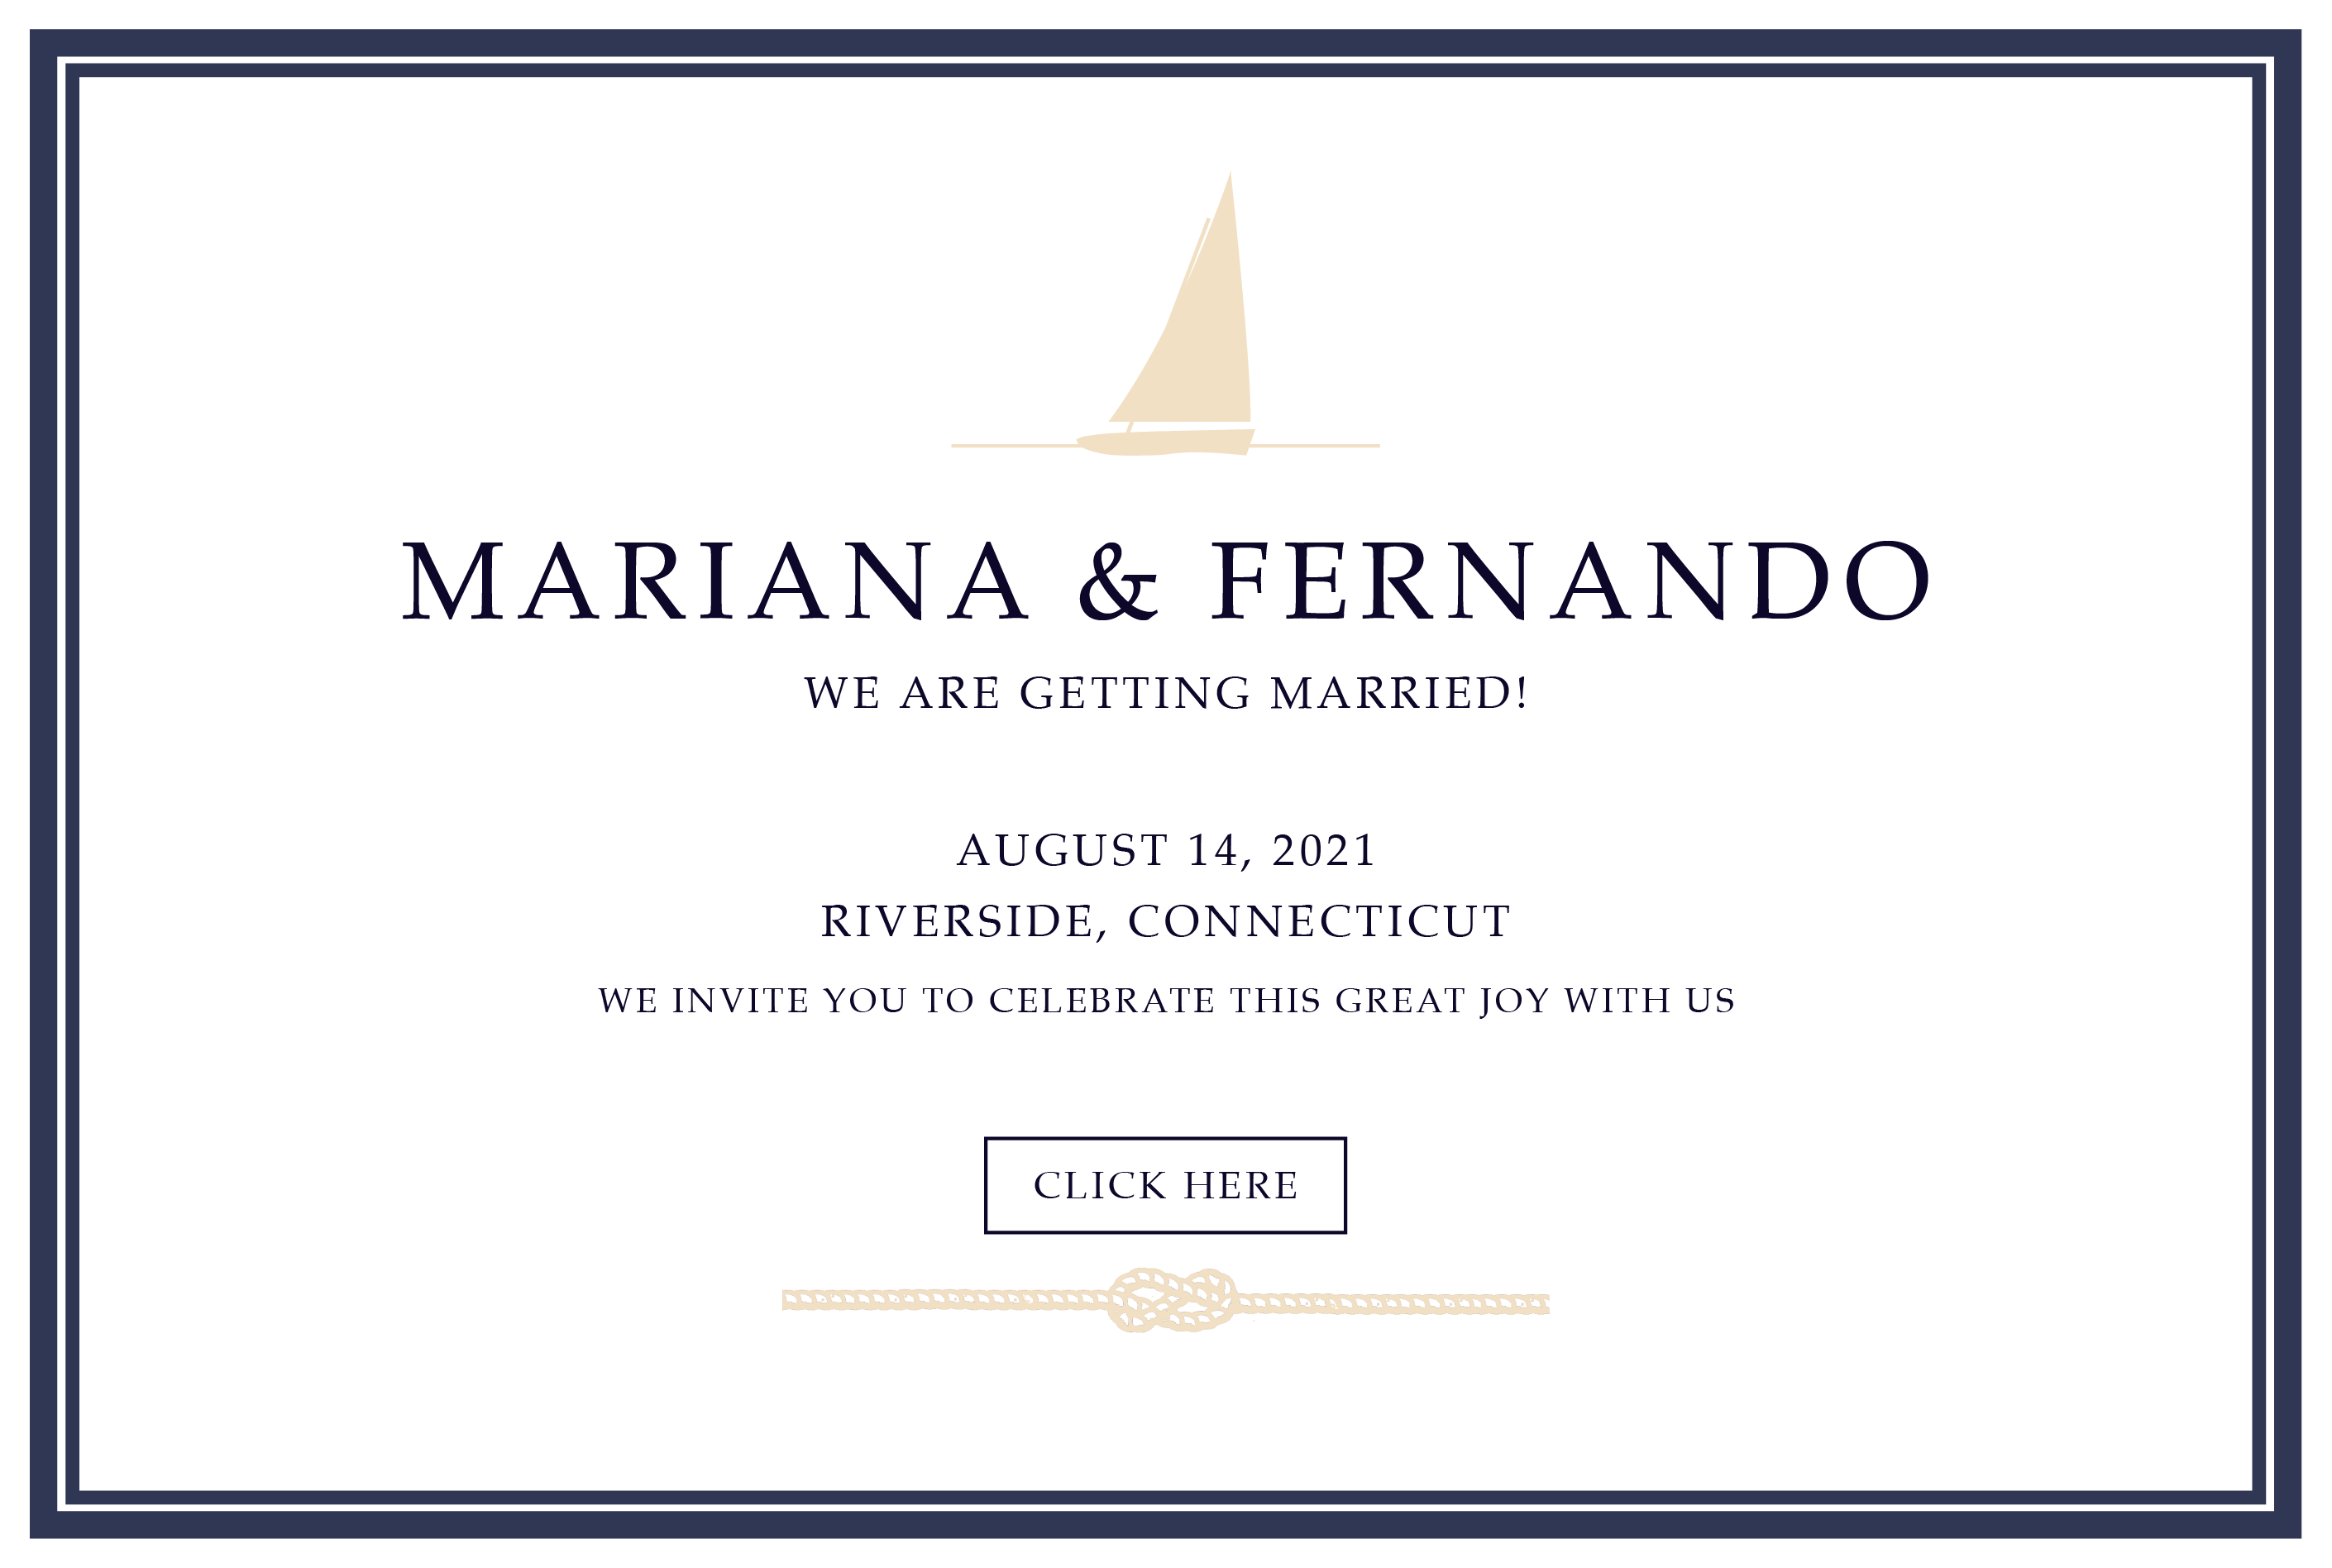 MARIANA & FERNANDO
WE ARE GETTING MARRIED!
AUGUST 14, 2021
RIVERSIDE, CONNECTICUT
WE INVITE YOU TO CELEBRATE THIS GREAT JOY WITH US
CLICK HERE